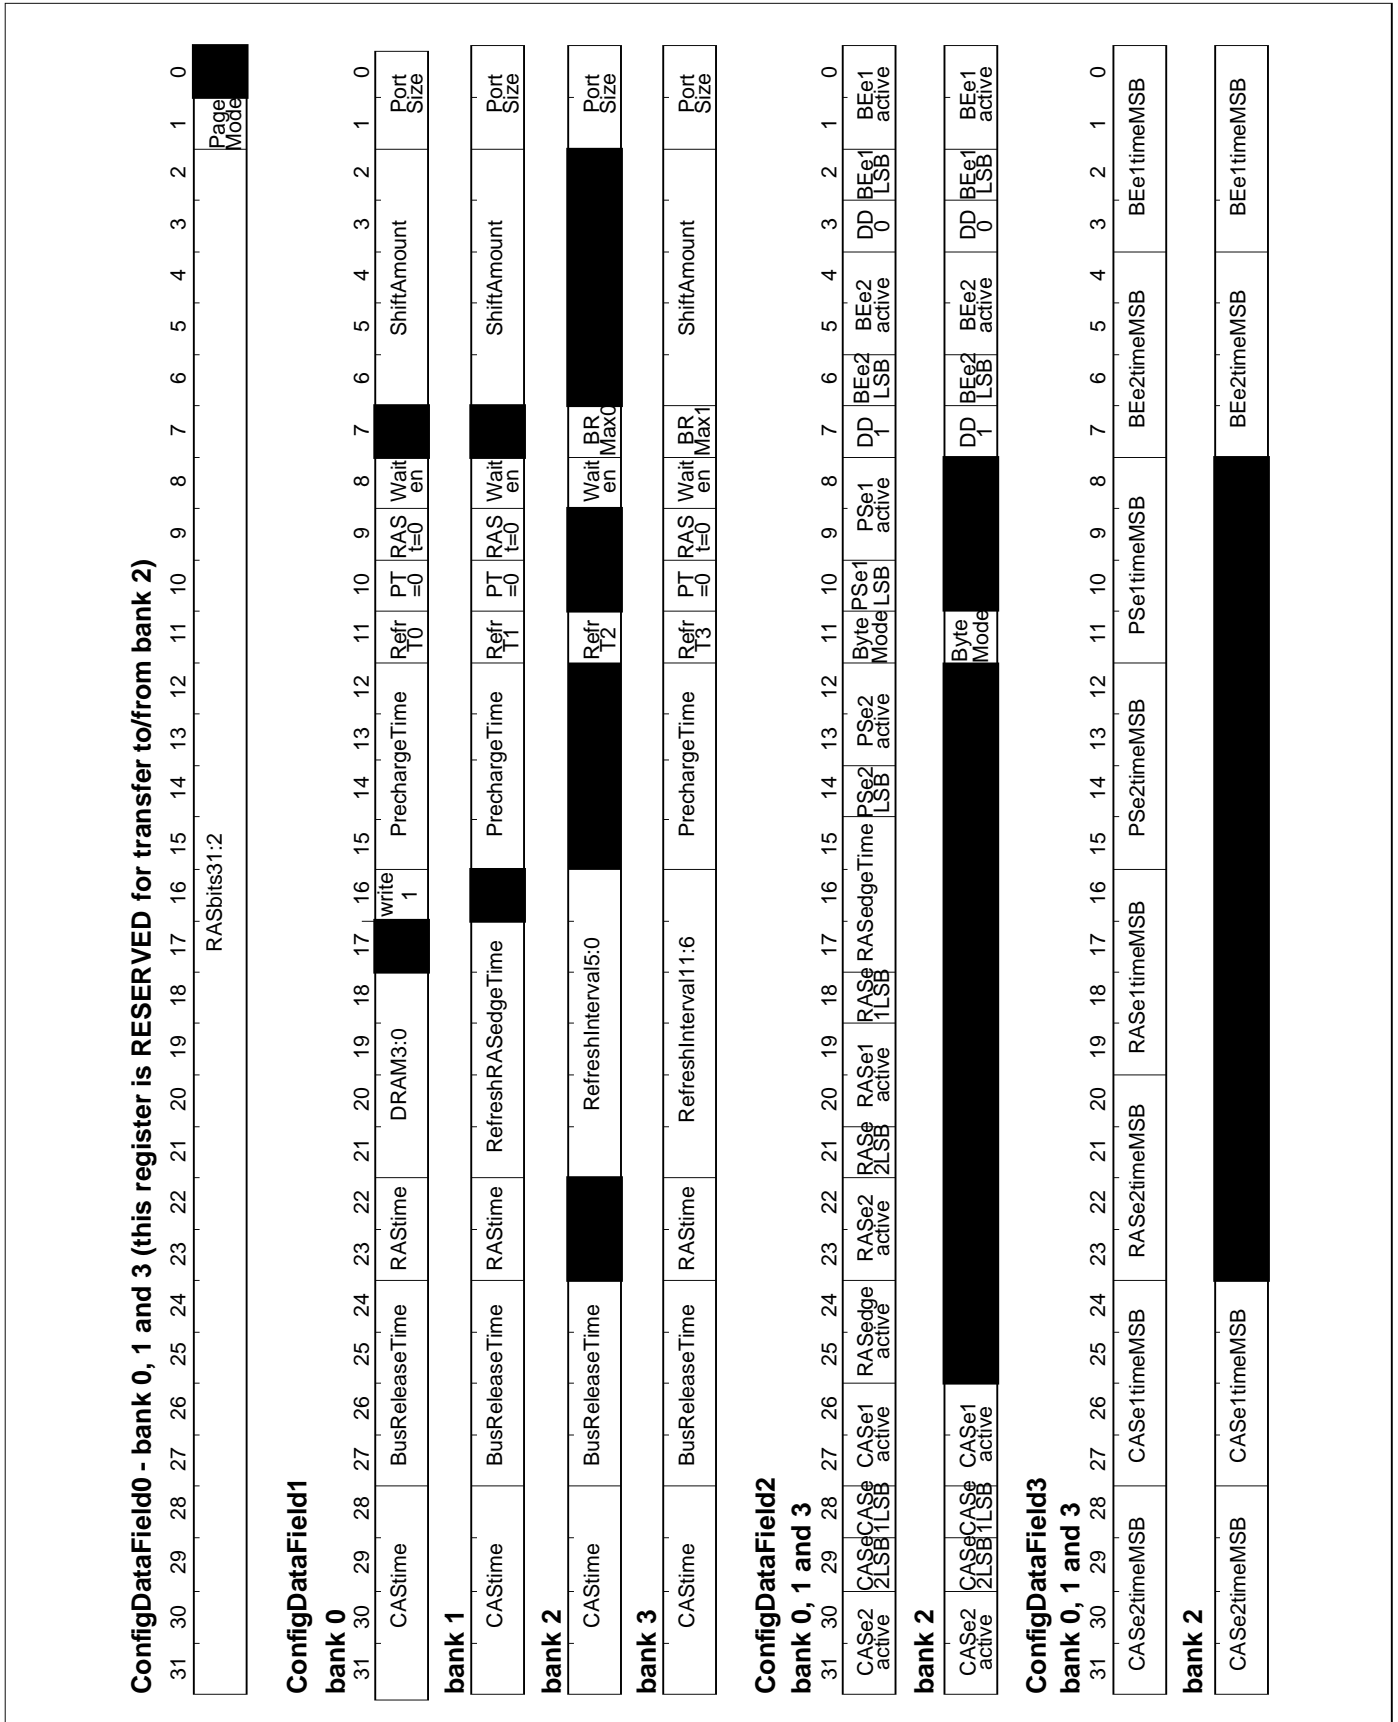 ConfigDataField0 - bank 0, 1 and 3 (this register is RESERVED for transfer to/from bank 2)
31 30 29 28 27 26 25 24 23 22 21 20 19 18 17 16 15 14 13 12 11 10 9 8 7 6 5 4 3 2 1 0
RASbits31:2 Page
Mode
ConfigDataField1
bank 0
31 30 29 28 27 26 25 24 23 22 21 20 19 18 17 16 15 14 13 12 11 10 9 8 7 6 5 4 3 2 1 0
CAStime BusReleaseTime RAStime DRAM3:0 write PrechargeTime Refr PT RAS Wait ShiftAmount Port
1 T0 =0 t=0 en Size
bank 1
CAStime BusReleaseTime RAStime RefreshRASedgeTime PrechargeTime Refr PT RAS Wait ShiftAmount Port
T1 =0 t=0 en Size
bank 2
CAStime BusReleaseTime RefreshInterval5:0 Refr Wait BR Port
T2 en Max0 Size
bank 3
CAStime BusReleaseTime RAStime RefreshInterval11:6 PrechargeTime Refr PT RAS Wait BR ShiftAmount Port
T3 =0 t=0 en Max1 Size
ConfigDataField2
bank 0, 1 and 3
31 30 29 28 27 26 25 24 23 22 21 20 19 18 17 16 15 14 13 12 11 10 9 8 7 6 5 4 3 2 1 0
CASe2 CASe CASe CASe1 RASedge RASe2 RASe RASe1 RASe RASedgeTime PSe2 PSe2 Byte PSe1 PSe1 DD BEe2 BEe2 DD BEe1 BEe1
active 2LSB 1LSB active active active 2LSB active 1LSB LSB active Mode LSB active 1 LSB active 0 LSB active
bank 2
CASe2 CASe CASe CASe1 Byte DD BEe2 BEe2 DD BEe1 BEe1
active 2LSB 1LSB active Mode 1 LSB active 0 LSB active
ConfigDataField3
bank 0, 1 and 3
31 30 29 28 27 26 25 24 23 22 21 20 19 18 17 16 15 14 13 12 11 10 9 8 7 6 5 4 3 2 1 0
CASe2timeMSB CASe1timeMSB RASe2timeMSB RASe1timeMSB PSe2timeMSB PSe1timeMSB BEe2timeMSB BEe1timeMSB
bank 2
CASe2timeMSB CASe1timeMSB BEe2timeMSB BEe1timeMSB